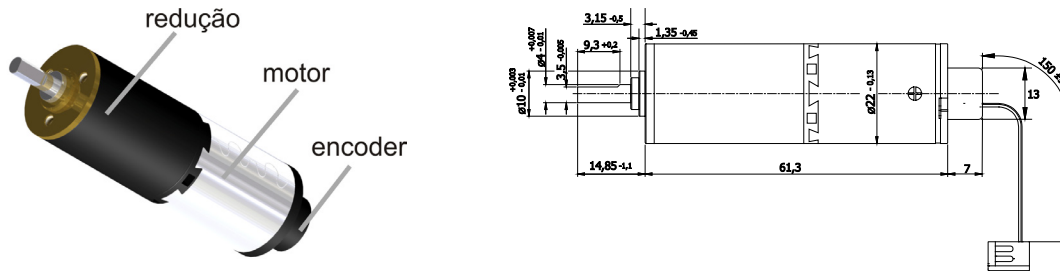 redução
motor
encoder
3,15 -0,5
1,35 -0,45
9,3 +0,2
+0,007
ø4 -0,01
3,5 -0,005
+0,003
ø10 -0,01
ø22 -0,13
13
14,85 -1,1
61,3
7